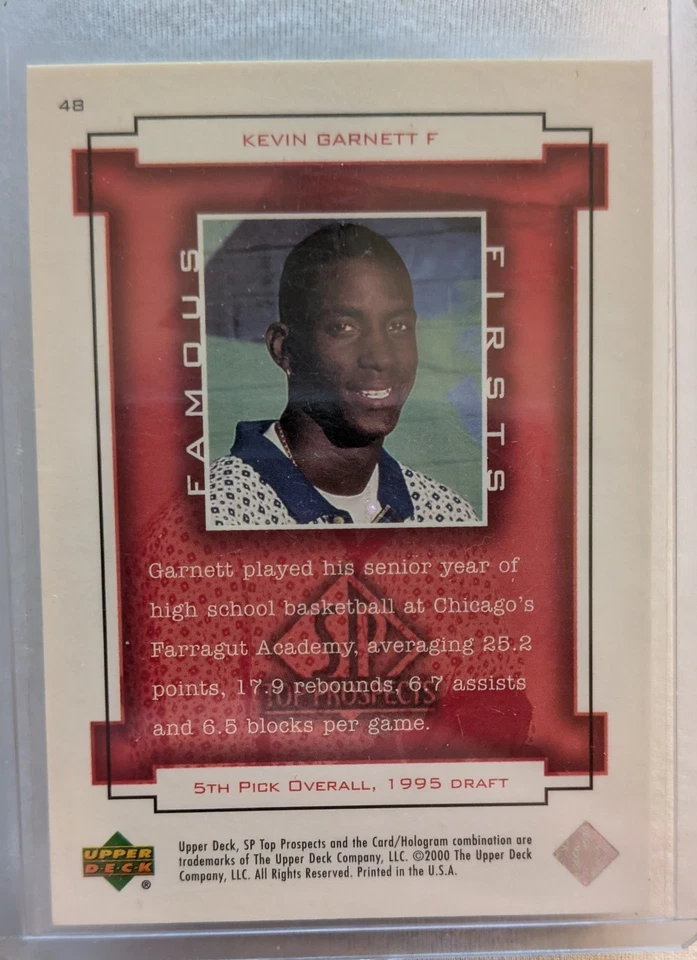 48
KEVIN GARNETT F
FAMOUS
FIRSTS
Garnett played his senior year of
high school basketball at Chicago's
Farragut Academy, averaging 25.2
points, 17.9 rebounds, 6.7 assists
and 6.5 blocks per game.
SP
TOP PROSPECTS
5TH PICK OVERALL, 1995 DRAFT
UPPER
DECK
®
Upper Deck, SP Top Prospects and the Card/Hologram combination are
trademarks of The Upper Deck Company, LLC. ©2000 The Upper Deck
Company, LLC. All Rights Reserved. Printed in the U.S.A.